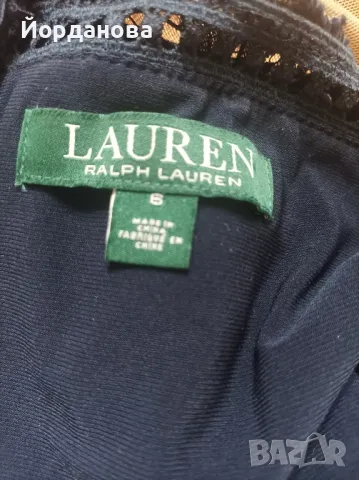 Йорданова
LAUREN
RALPH LAUREN
6
MADE IN
CHINA
FABRIQUÉ EN
CHINE
BAZAR